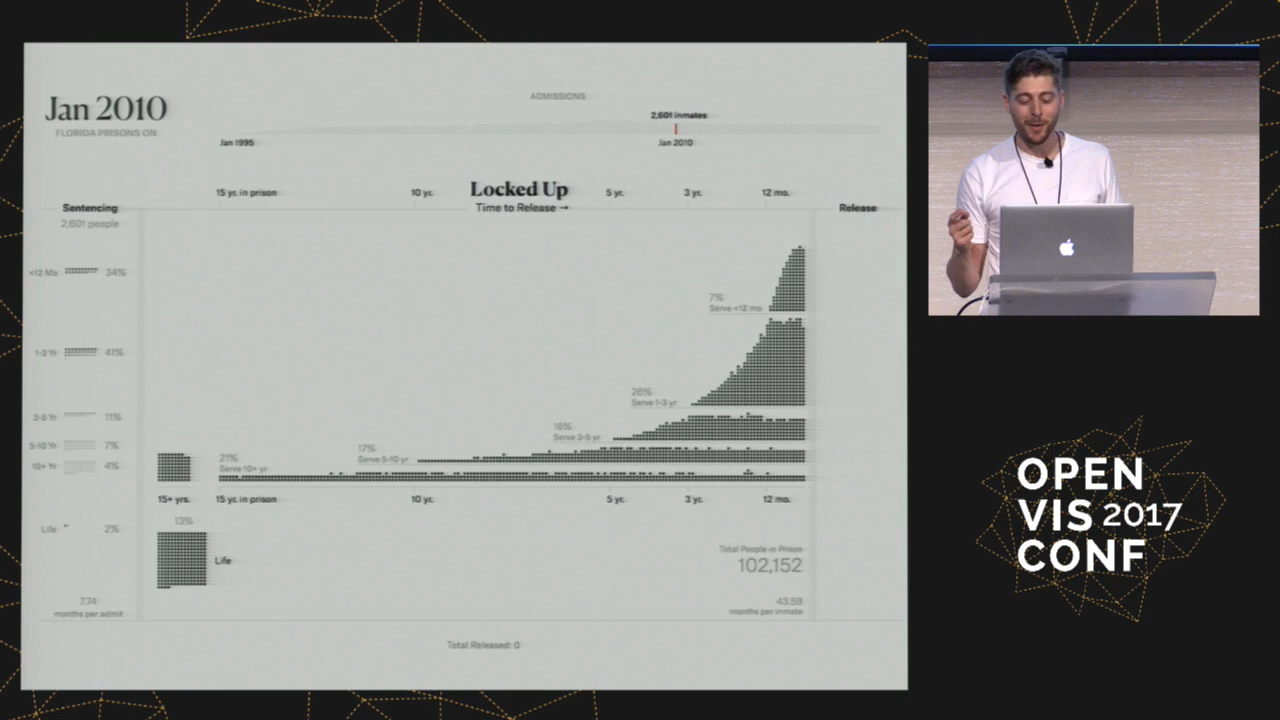 Jan 2010
FLORIDA PRISONS ON
ADMISSIONS
2,601 inmates
Jan 1995
Jan 2010
15 yr. in prison
10 yr.
Locked Up
5 yr.
3 yr.
12 mo.
Sentencing
Time to Release →
Release
2,601 people
<12 Mo
34%
7%
Serve <12 mo
1-3 Yr
41%
26%
Serve 1-3 yr
3-5 Yr
11%
16%
Serve 3-5 yr
5-10 Yr
7%
17%
Serve 5-10 yr
10+ Yr
4%
21%
Serve 10+ yr
15+ yrs.
15 yr. in prison
10 yr.
5 yr.
3 yr.
12 mo.
Life
2%
13%
Life
Total People in Prison
102,152
7.74
months per admit
43.59
months per inmate
Total Released: 0
OPEN
VIS 2017
CONF